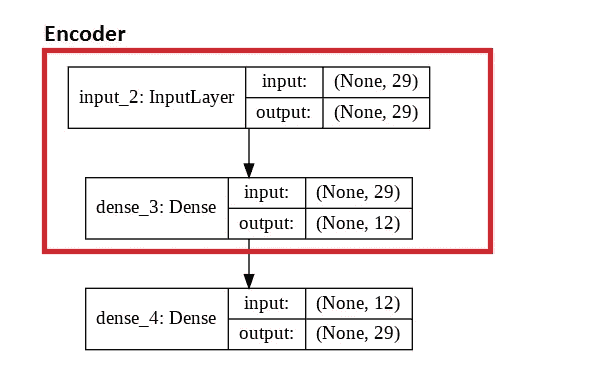 Encoder
input_2: InputLayer
input: (None, 29)
output: (None, 29)
dense_3: Dense
input: (None, 29)
output: (None, 12)
dense_4: Dense
input: (None, 12)
output: (None, 29)